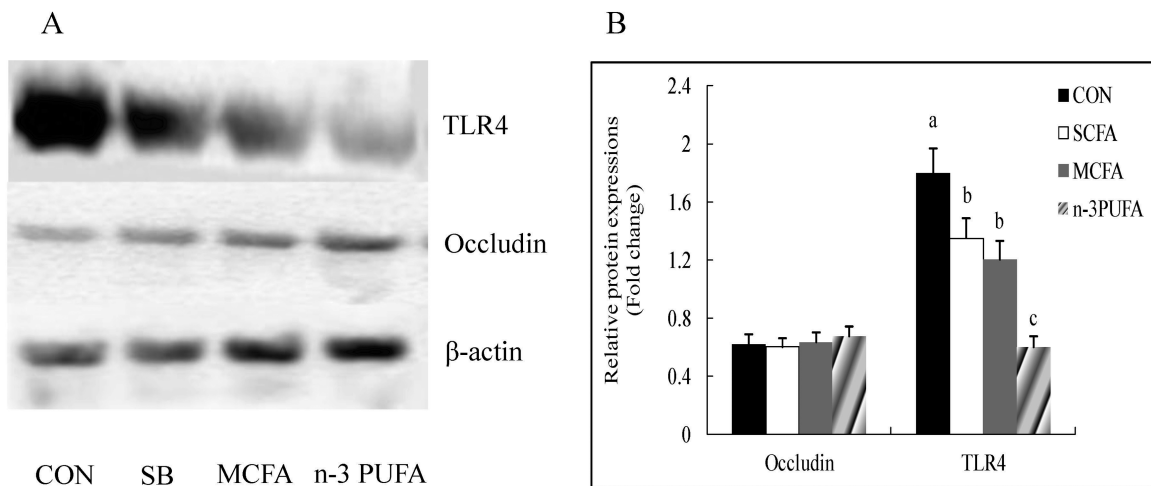 A
TLR4
Occludin
β-actin
CON SB MCFA n-3 PUFA
B
Relative protein expressions
(Fold change)
2.4
2
1.6
1.2
0.8
0.4
0
a
b
b
c
CON
SCFA
MCFA
n-3PUFA
Occludin
TLR4